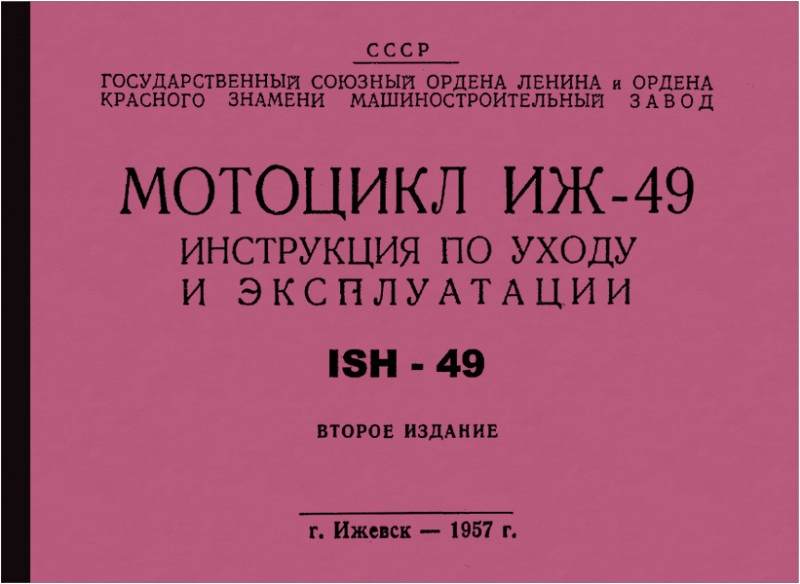 СССР
ГОСУДАРСТВЕННЫЙ СОЮЗНЫЙ ОРДЕНА ЛЕНИНА и ОРДЕНА
КРАСНОГО ЗНАМЕНИ МАШИНОСТРОИТЕЛЬНЫЙ ЗАВОД
МОТОЦИКЛ ИЖ-49
ИНСТРУКЦИЯ ПО УХОДУ
И ЭКСПЛУАТАЦИИ
ISH - 49
ВТОРОЕ ИЗДАНИЕ
г. Ижевск — 1957 г.